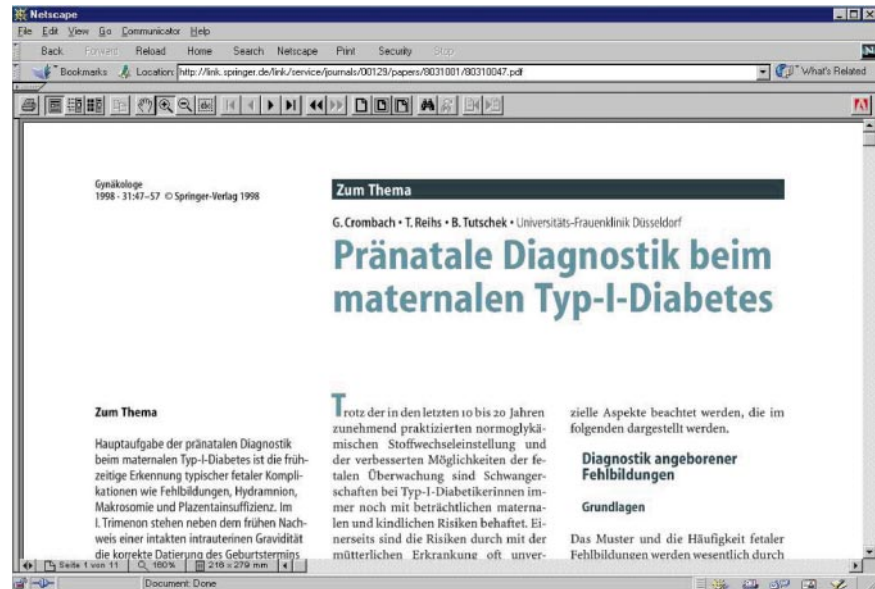 Netscape
File Edit View Go Communicator Help
Back Forward Reload Home Search Netscape Print Security Stop
Bookmarks Location: http://link.springer.de/link/service/journals/00129/papers/8031001/80310047.pdf What's Related
Gynäkologe
1998 · 31:47–57 © Springer-Verlag 1998
Zum Thema
G. Crombach • T. Reihs • B. Tutschek • Universitäts-Frauenklinik Düsseldorf
Pränatale Diagnostik beim
maternalen Typ-I-Diabetes
Zum Thema
Hauptaufgabe der pränatalen Diagnostik
beim maternalen Typ-I-Diabetes ist die früh-
zeitige Erkennung typischer fetaler Kompli-
kationen wie Fehlbildungen, Hydramnion,
Makrosomie und Plazentainsuffizienz. Im
I. Trimenon stehen neben dem frühen Nach-
weis einer intakten intrauterinen Gravidität
die korrekte Datierung des Geburtstermins
Trotz der in den letzten 10 bis 20 Jahren
zunehmend praktizierten normoglykä-
mischen Stoffwechseleinstellung und
der verbesserten Möglichkeiten der fe-
talen Überwachung sind Schwanger-
schaften bei Typ-I-Diabetikerinnen im-
mer noch mit beträchtlichen materna-
len und kindlichen Risiken behaftet. Ei-
nerseits sind die Risiken durch mit der
mütterlichen Erkrankung oft unver-
zielle Aspekte beachtet werden, die im
folgenden dargestellt werden.
Diagnostik angeborener
Fehlbildungen
Grundlagen
Das Muster und die Häufigkeit fetaler
Fehlbildungen werden wesentlich durch
Seite 1 von 11 160% 216 x 279 mm
Document: Done